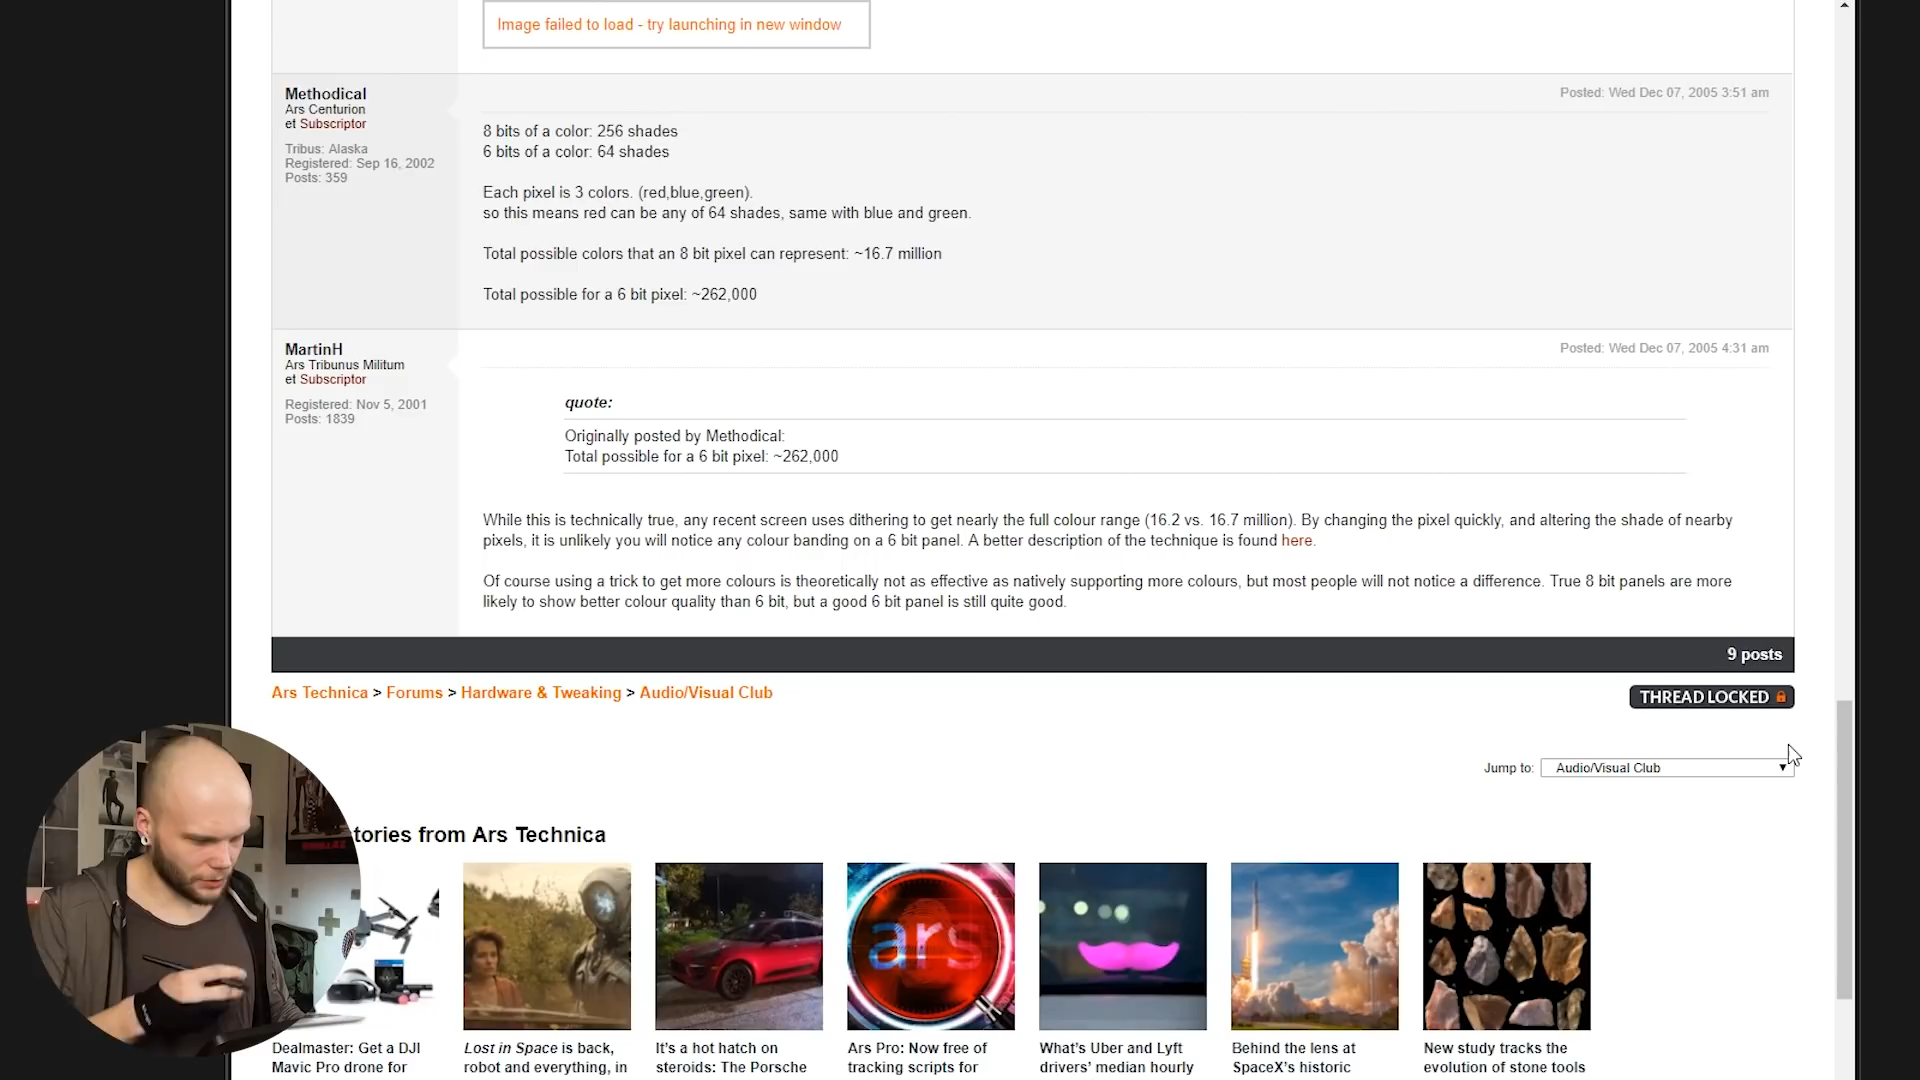 Image failed to load - try launching in new window
Methodical
Ars Centurion
et Subscriptor
Tribus: Alaska
Registered: Sep 16, 2002
Posts: 359
Posted: Wed Dec 07, 2005 3:51 am
8 bits of a color: 256 shades
6 bits of a color: 64 shades
Each pixel is 3 colors. (red,blue,green).
so this means red can be any of 64 shades, same with blue and green.
Total possible colors that an 8 bit pixel can represent: ~16.7 million
Total possible for a 6 bit pixel: ~262,000
MartinH
Ars Tribunus Militum
et Subscriptor
Registered: Nov 5, 2001
Posts: 1839
Posted: Wed Dec 07, 2005 4:31 am
quote:
Originally posted by Methodical:
Total possible for a 6 bit pixel: ~262,000
While this is technically true, any recent screen uses dithering to get nearly the full colour range (16.2 vs. 16.7 million). By changing the pixel quickly, and altering the shade of nearby
pixels, it is unlikely you will notice any colour banding on a 6 bit panel. A better description of the technique is found here.
Of course using a trick to get more colours is theoretically not as effective as natively supporting more colours, but most people will not notice a difference. True 8 bit panels are more
likely to show better colour quality than 6 bit, but a good 6 bit panel is still quite good.
9 posts
Ars Technica > Forums > Hardware & Tweaking > Audio/Visual Club
THREAD LOCKED
Jump to: Audio/Visual Club
tories from Ars Technica
ars
Dealmaster: Get a DJI
Mavic Pro drone for
Lost in Space is back,
robot and everything, in
It's a hot hatch on
steroids: The Porsche
Ars Pro: Now free of
tracking scripts for
What's Uber and Lyft
drivers' median hourly
Behind the lens at
SpaceX's historic
New study tracks the
evolution of stone tools